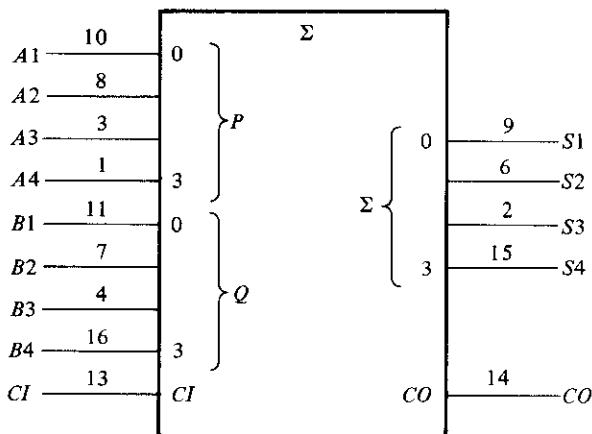 Σ
A1 10 0
A2 8
A3 3 P
A4 1 3
B1 11 0
B2 7
B3 4 Q
B4 16 3
CI 13 CI
0 9 S1
6 S2
Σ 2 S3
3 15 S4
CO 14 CO